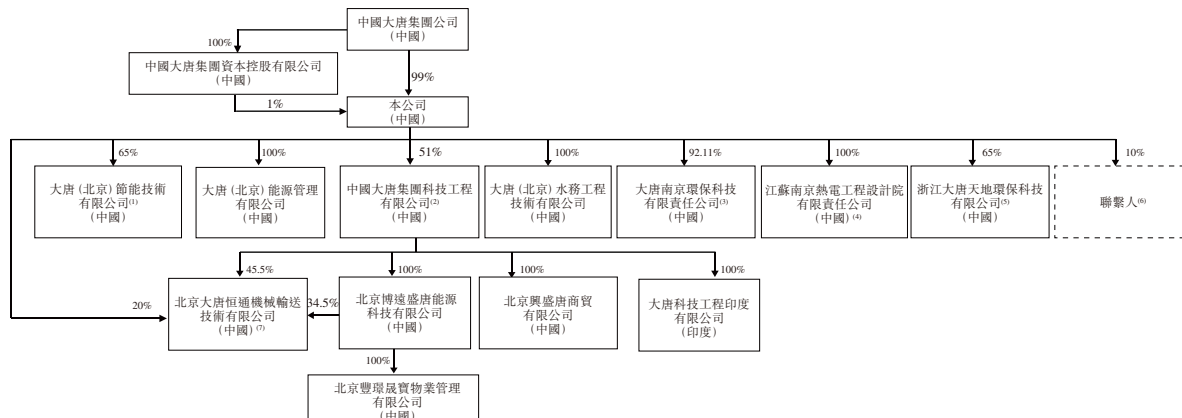 中國大唐集團公司
(中國)
100%
中國大唐集團資本控股有限公司
(中國)
99%
1%
本公司
(中國)
65%
100%
51%
100%
92.11%
100%
65%
10%
大唐 (北京) 節能技術
有限公司(1)
(中國)
大唐 (北京) 能源管理
有限公司
(中國)
中國大唐集團科技工程
有限公司(2)
(中國)
大唐 (北京) 水務工程
技術有限公司
(中國)
大唐南京環保科技
有限責任公司(3)
(中國)
江蘇南京熱電工程設計院
有限責任公司
(中國) (4)
浙江大唐天地環保科技
有限公司(5)
(中國)
聯繫人(6)
45.5%
100%
100%
100%
20%
北京大唐恒通機械輸送
技術有限公司
(中國) (7)
34.5%
北京博遠盛唐能源
科技有限公司
(中國)
北京興盛唐商貿
有限公司
(中國)
大唐科技工程印度
有限公司
(印度)
100%
北京豐璟晟寶物業管理
有限公司
(中國)